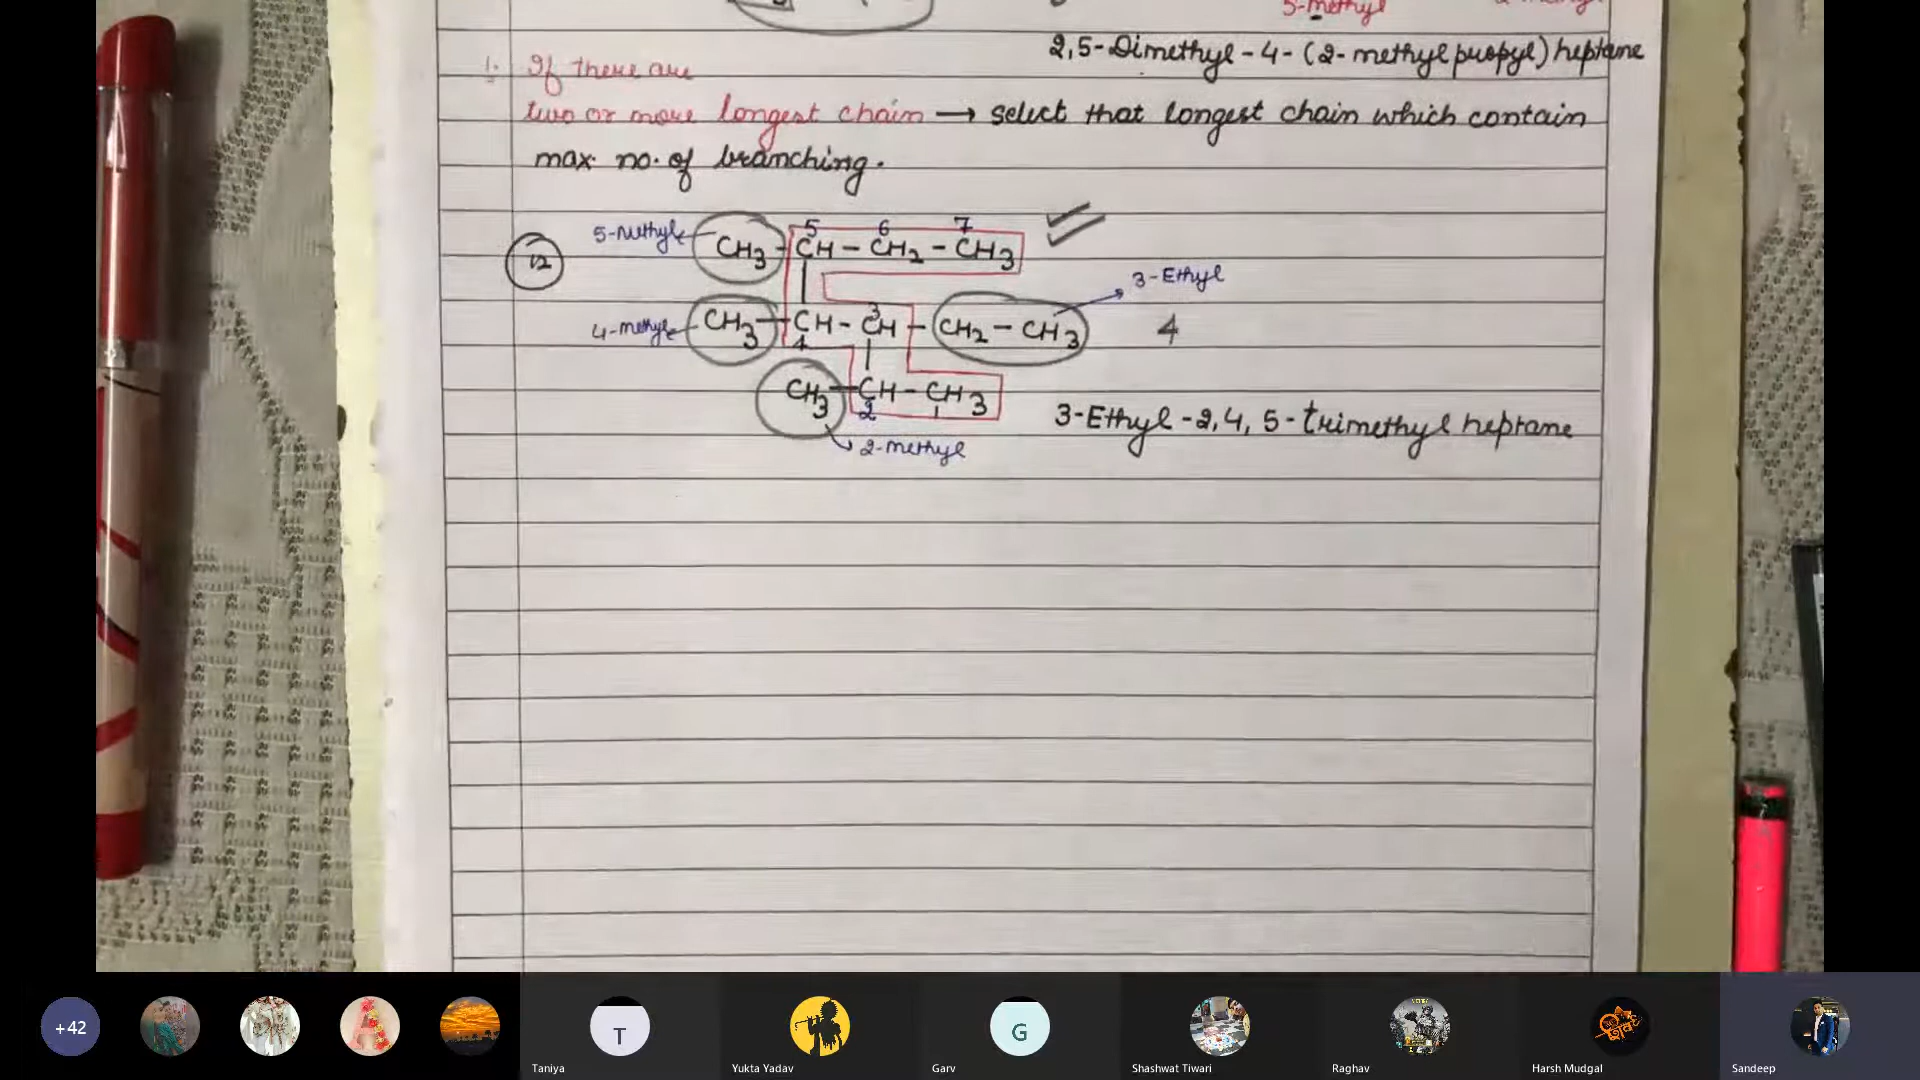 5-methyl
2,5-Dimethyl-4-(2-methylpropyl)heptane
1. If there are
two or more longest chain → select that longest chain which contain
max. no. of branching.
12
5-Methyl
CH3 - CH - CH2 - CH3
5 6 7
3-Ethyl
4-methyl
CH3 - CH - CH - CH2 - CH3
4 3
4
CH3 - CH - CH3
2 1
2-methyl
3-Ethyl-2,4,5-trimethyl heptane
+42
T
G
Taniya
Yukta Yadav
Garv
Shashwat Tiwari
Raghav
Harsh Mudgal
Sandeep